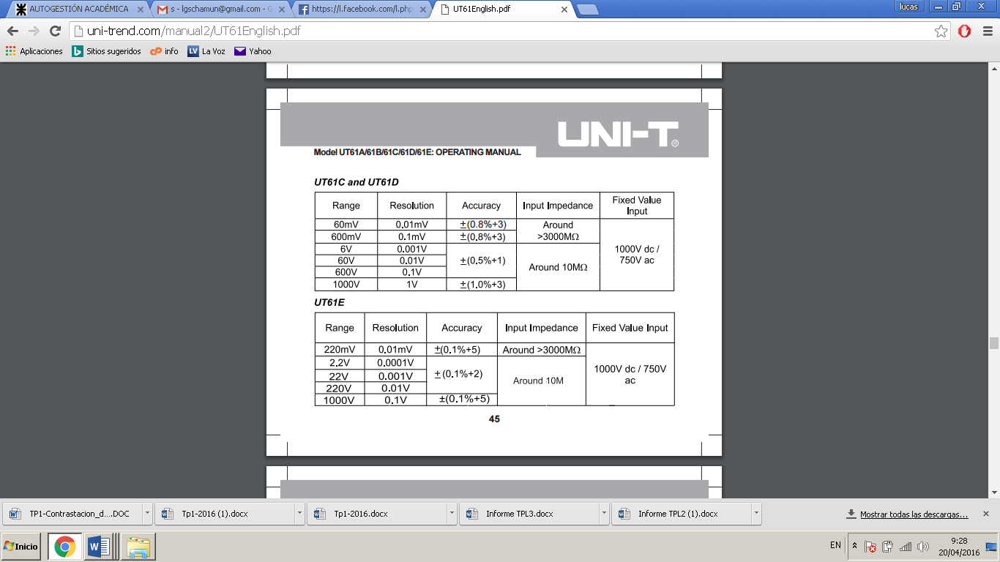 lucas
AUTOGESTIÓN ACADÉMICA
s - lgschamun@gmail.com - G
https://l.facebook.com/l.php
UT61English.pdf
uni-trend.com/manual2/UT61English.pdf
Aplicaciones Sitios sugeridos info LV La Voz Yahoo
UNI-T®
Model UT61A/61B/61C/61D/61E: OPERATING MANUAL
UT61C and UT61D
Range Resolution Accuracy Input Impedance Fixed Value Input
60mV 0.01mV ±(0.8%+3) Around >3000MΩ 1000V dc / 750V ac
600mV 0.1mV ±(0.8%+3)
6V 0.001V ±(0.5%+1) Around 10MΩ
60V 0.01V
600V 0.1V
1000V 1V ±(1.0%+3)
UT61E
Range Resolution Accuracy Input Impedance Fixed Value Input
220mV 0.01mV ±(0.1%+5) Around >3000MΩ 1000V dc / 750V ac
2.2V 0.0001V ±(0.1%+2) Around 10M
22V 0.001V
220V 0.01V
1000V 0.1V ±(0.1%+5)
45
TP1-Contrastacion_d....DOC Tp1-2016 (1).docx Tp1-2016.docx Informe TPL3.docx Informe TPL2 (1).docx Mostrar todas las descargas...
Inicio EN 9:28
20/04/2016